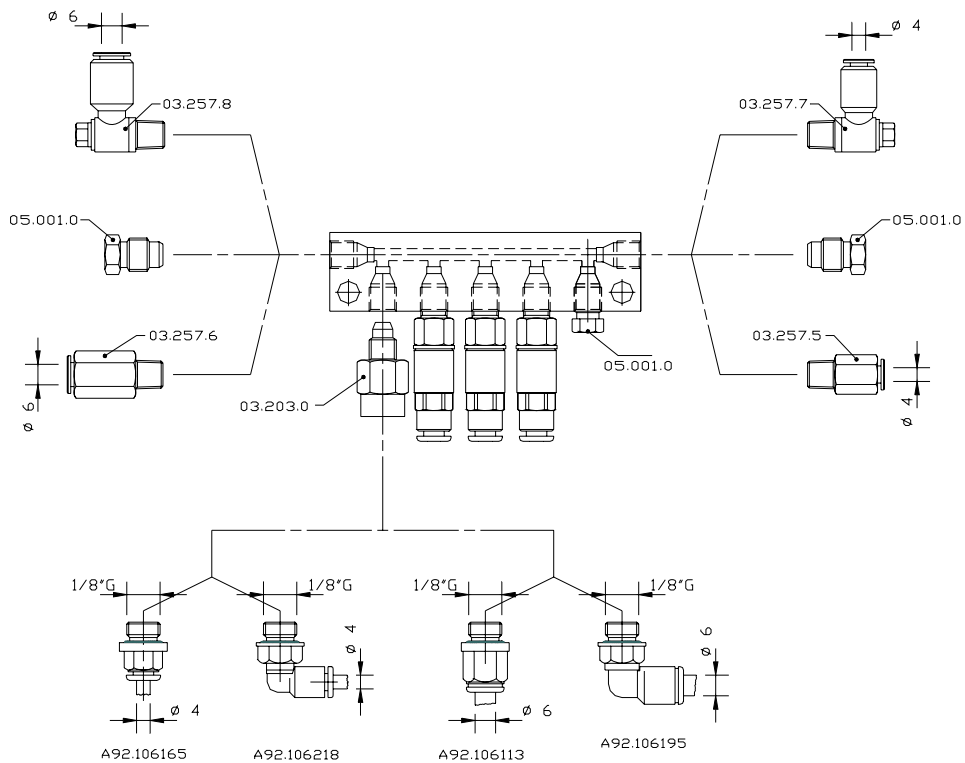 ø 6
ø 4
03.257.8
03.257.7
05.001.0
05.001.0
03.257.6
03.257.5
05.001.0
ø 6
03.203.0
ø 4
1/8"G
1/8"G
1/8"G
1/8"G
ø 4
ø 6
ø 4
ø 6
A92.106165
A92.106218
A92.106113
A92.106195